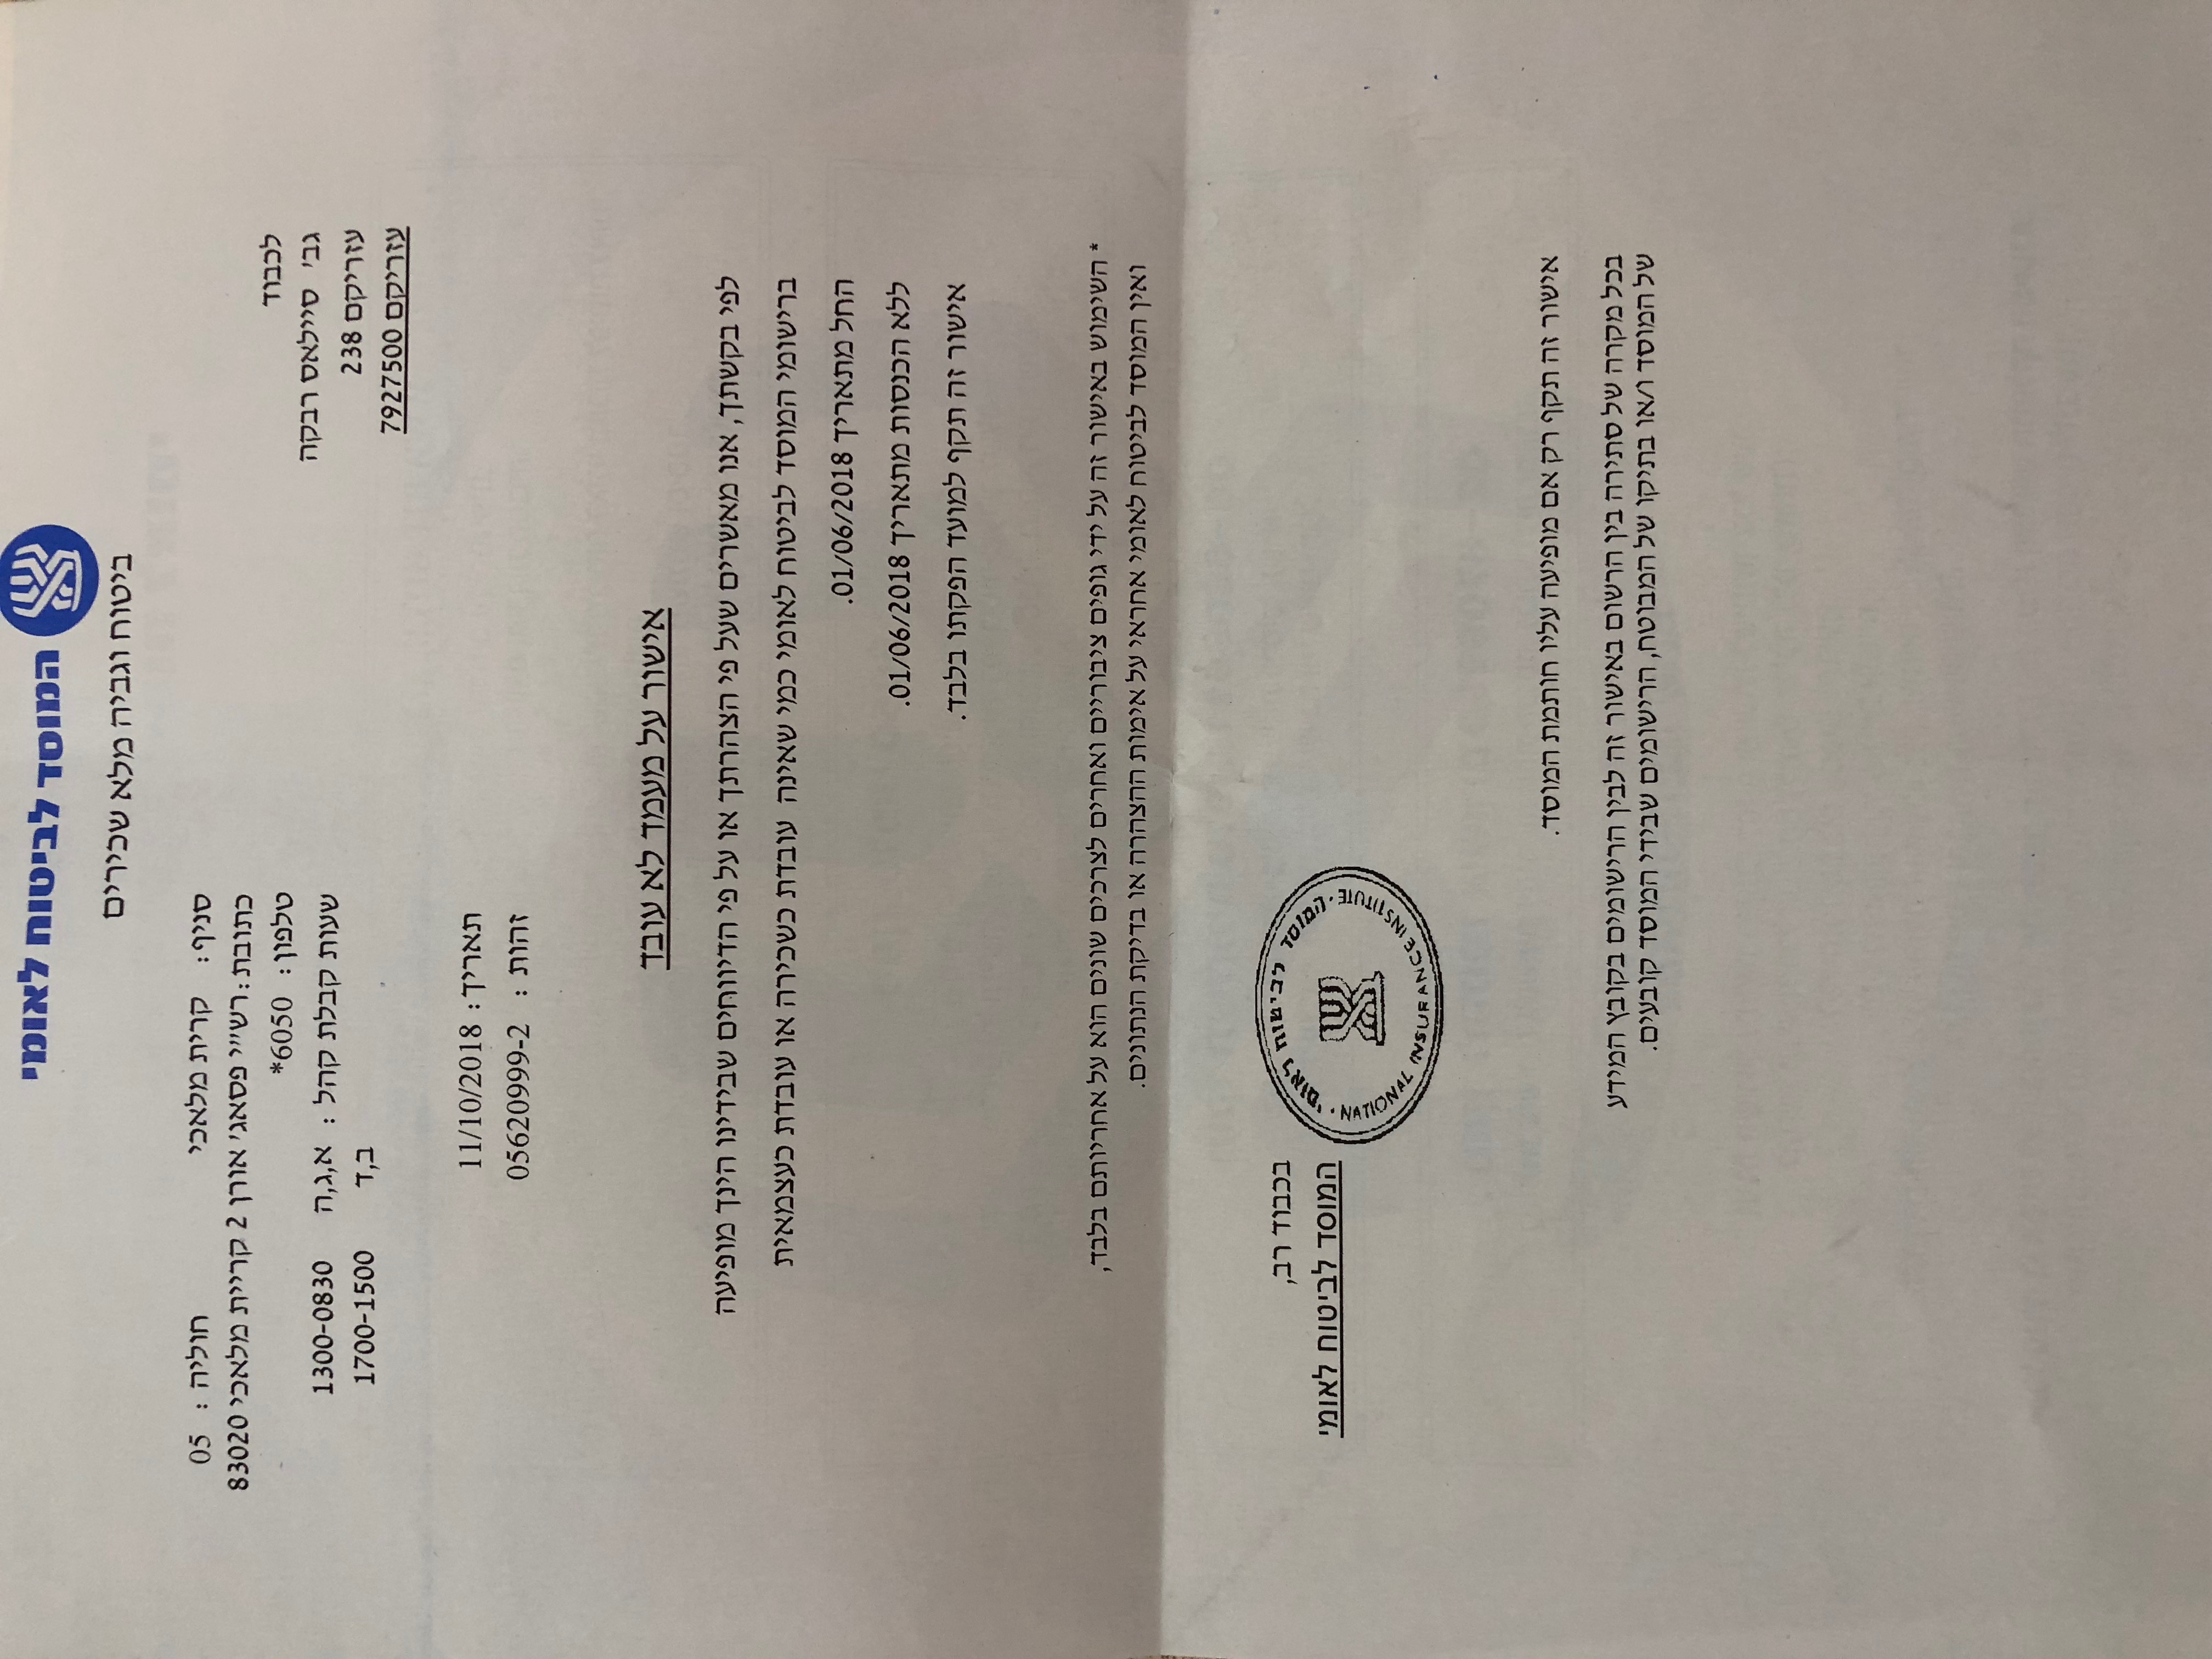 המוסד לביטוח לאומי
ביטוח וגביה מלא שכירים
סניף: קרית מלאכי חוליה : 05
כתובת: רש״י פסאג׳ אורן 2 קריית מלאכי 83020
טלפון: 6050*
שעות קבלת קהל : א,ג,ה 1300-0830
ב,ד 1700-1500
לכבוד
גב׳ סיילאס רבקה
עזריקם 238
עזריקם 7927500
תאריך: 11/10/2018
זהות : 05620999-2
אישור על מעמד לא עובד
לפי בקשתך, אנו מאשרים שעל פי הצהרתך או על פי הדיווחים שבידינו הינך מופיעה
ברישומי המוסד לביטוח לאומי כמי שאינה עובדת כשכירה או עובדת כעצמאית
החל מתאריך 01/06/2018.
ללא הכנסות מתאריך 01/06/2018.
אישור זה תקף למועד הפקתו בלבד.
* השימוש באישור זה על ידי גופים ציבוריים ואחרים לצרכים שונים הוא על אחריותם בלבד,
ואין המוסד לביטוח לאומי אחראי על אימות ההצהרה או בדיקת הנתונים.
בכבוד רב,
המוסד לביטוח לאומי
המוסד לביטוח לאומי
NATIONAL INSURANCE INSTITUTE
אישור זה תקף רק אם מופיעה עליו חותמת המוסד.
בכל מקרה של סתירה בין הרשום באישור זה לבין הרישומים בקובץ המידע
של המוסד ו/או בתיקו של המבוטח, הרישומים שבידי המוסד קובעים.